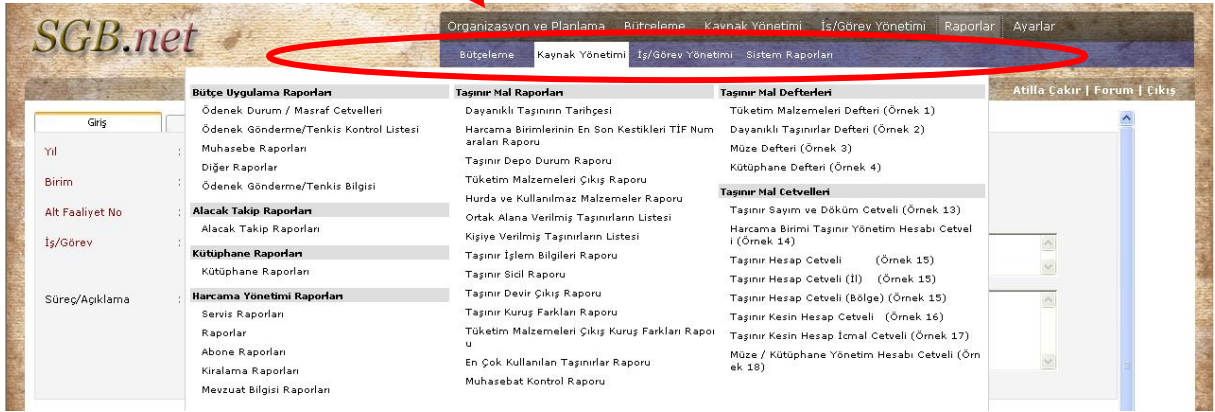 SGB.net
Organizasyon ve Planlama Bütçeleme Kaynak Yönetimi İş/Görev Yönetimi Raporlar Ayarlar
Bütçeleme Kaynak Yönetimi İş/Görev Yönetimi Sistem Raporları
Atilla Çakır | Forum | Çıkış
Giriş
Yıl :
Birim :
Alt Faaliyet No :
İş/Görev :
Süreç/Açıklama :
Bütçe Uygulama Raporları
Ödenek Durum / Masraf Cetvelleri
Ödenek Gönderme/Tenkis Kontrol Listesi
Muhasebe Raporları
Diğer Raporlar
Ödenek Gönderme/Tenkis Bilgisi
Alacak Takip Raporları
Alacak Takip Raporları
Kütüphane Raporları
Kütüphane Raporları
Harcama Yönetimi Raporları
Servis Raporları
Raporlar
Abone Raporları
Kiralama Raporları
Mevzuat Bilgisi Raporları
Taşınır Mal Raporları
Dayanıklı Taşınırın Tarihçesi
Harcama Birimlerinin En Son Kestikleri TİF Num
araları Raporu
Taşınır Depo Durum Raporu
Tüketim Malzemeleri Çıkış Raporu
Hurda ve Kullanılmaz Malzemeler Raporu
Ortak Alana Verilmiş Taşınırların Listesi
Kişiye Verilmiş Taşınırların Listesi
Taşınır İşlem Bilgileri Raporu
Taşınır Sicil Raporu
Taşınır Devir Çıkış Raporu
Taşınır Kuruş Farkları Raporu
Tüketim Malzemeleri Çıkış Kuruş Farkları Rapor
u
En Çok Kullanılan Taşınırlar Raporu
Muhasebat Kontrol Raporu
Taşınır Mal Defterleri
Tüketim Malzemeleri Defteri (Örnek 1)
Dayanıklı Taşınırlar Defteri (Örnek 2)
Müze Defteri (Örnek 3)
Kütüphane Defteri (Örnek 4)
Taşınır Mal Cetvelleri
Taşınır Sayım ve Döküm Cetveli (Örnek 13)
Harcama Birimi Taşınır Yönetim Hesabı Cetvel
i (Örnek 14)
Taşınır Hesap Cetveli (Örnek 15)
Taşınır Hesap Cetveli (İl) (Örnek 15)
Taşınır Hesap Cetveli (Bölge) (Örnek 15)
Taşınır Kesin Hesap Cetveli (Örnek 16)
Taşınır Kesin Hesap İcmal Cetveli (Örnek 17)
Müze / Kütüphane Yönetim Hesabı Cetveli (Örn
ek 18)